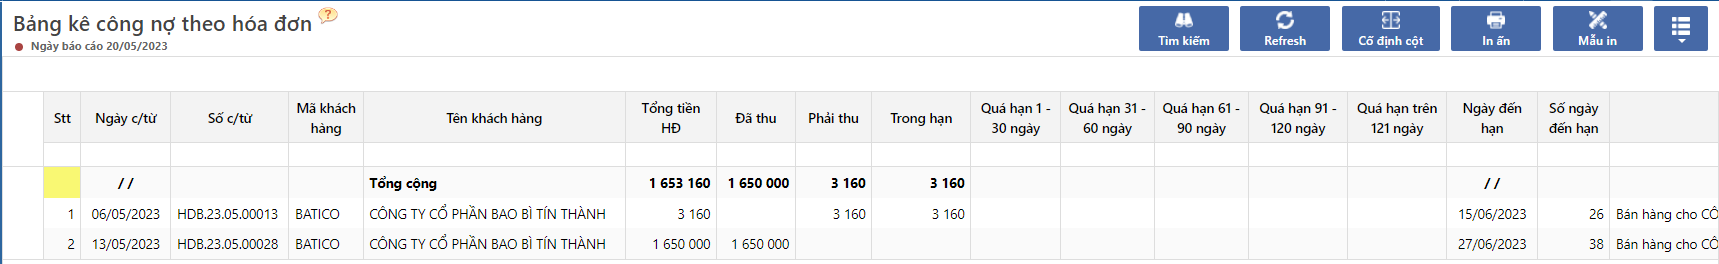 Bảng kê công nợ theo hóa đơn ?
Ngày báo cáo 20/05/2023
Tìm kiếm Refresh Cố định cột In ấn Mẫu in
Stt Ngày c/từ Số c/từ Mã khách hàng Tên khách hàng Tổng tiền HĐ Đã thu Phải thu Trong hạn Quá hạn 1 - 30 ngày Quá hạn 31 - 60 ngày Quá hạn 61 - 90 ngày Quá hạn 91 - 120 ngày Quá hạn trên 121 ngày Ngày đến hạn Số ngày đến hạn
/ / Tổng cộng 1 653 160 1 650 000 3 160 3 160 / /
1 06/05/2023 HDB.23.05.00013 BATICO CÔNG TY CỔ PHẦN BAO BÌ TÍN THÀNH 3 160 3 160 3 160 15/06/2023 26 Bán hàng cho CÔ
2 13/05/2023 HDB.23.05.00028 BATICO CÔNG TY CỔ PHẦN BAO BÌ TÍN THÀNH 1 650 000 1 650 000 27/06/2023 38 Bán hàng cho CÔ